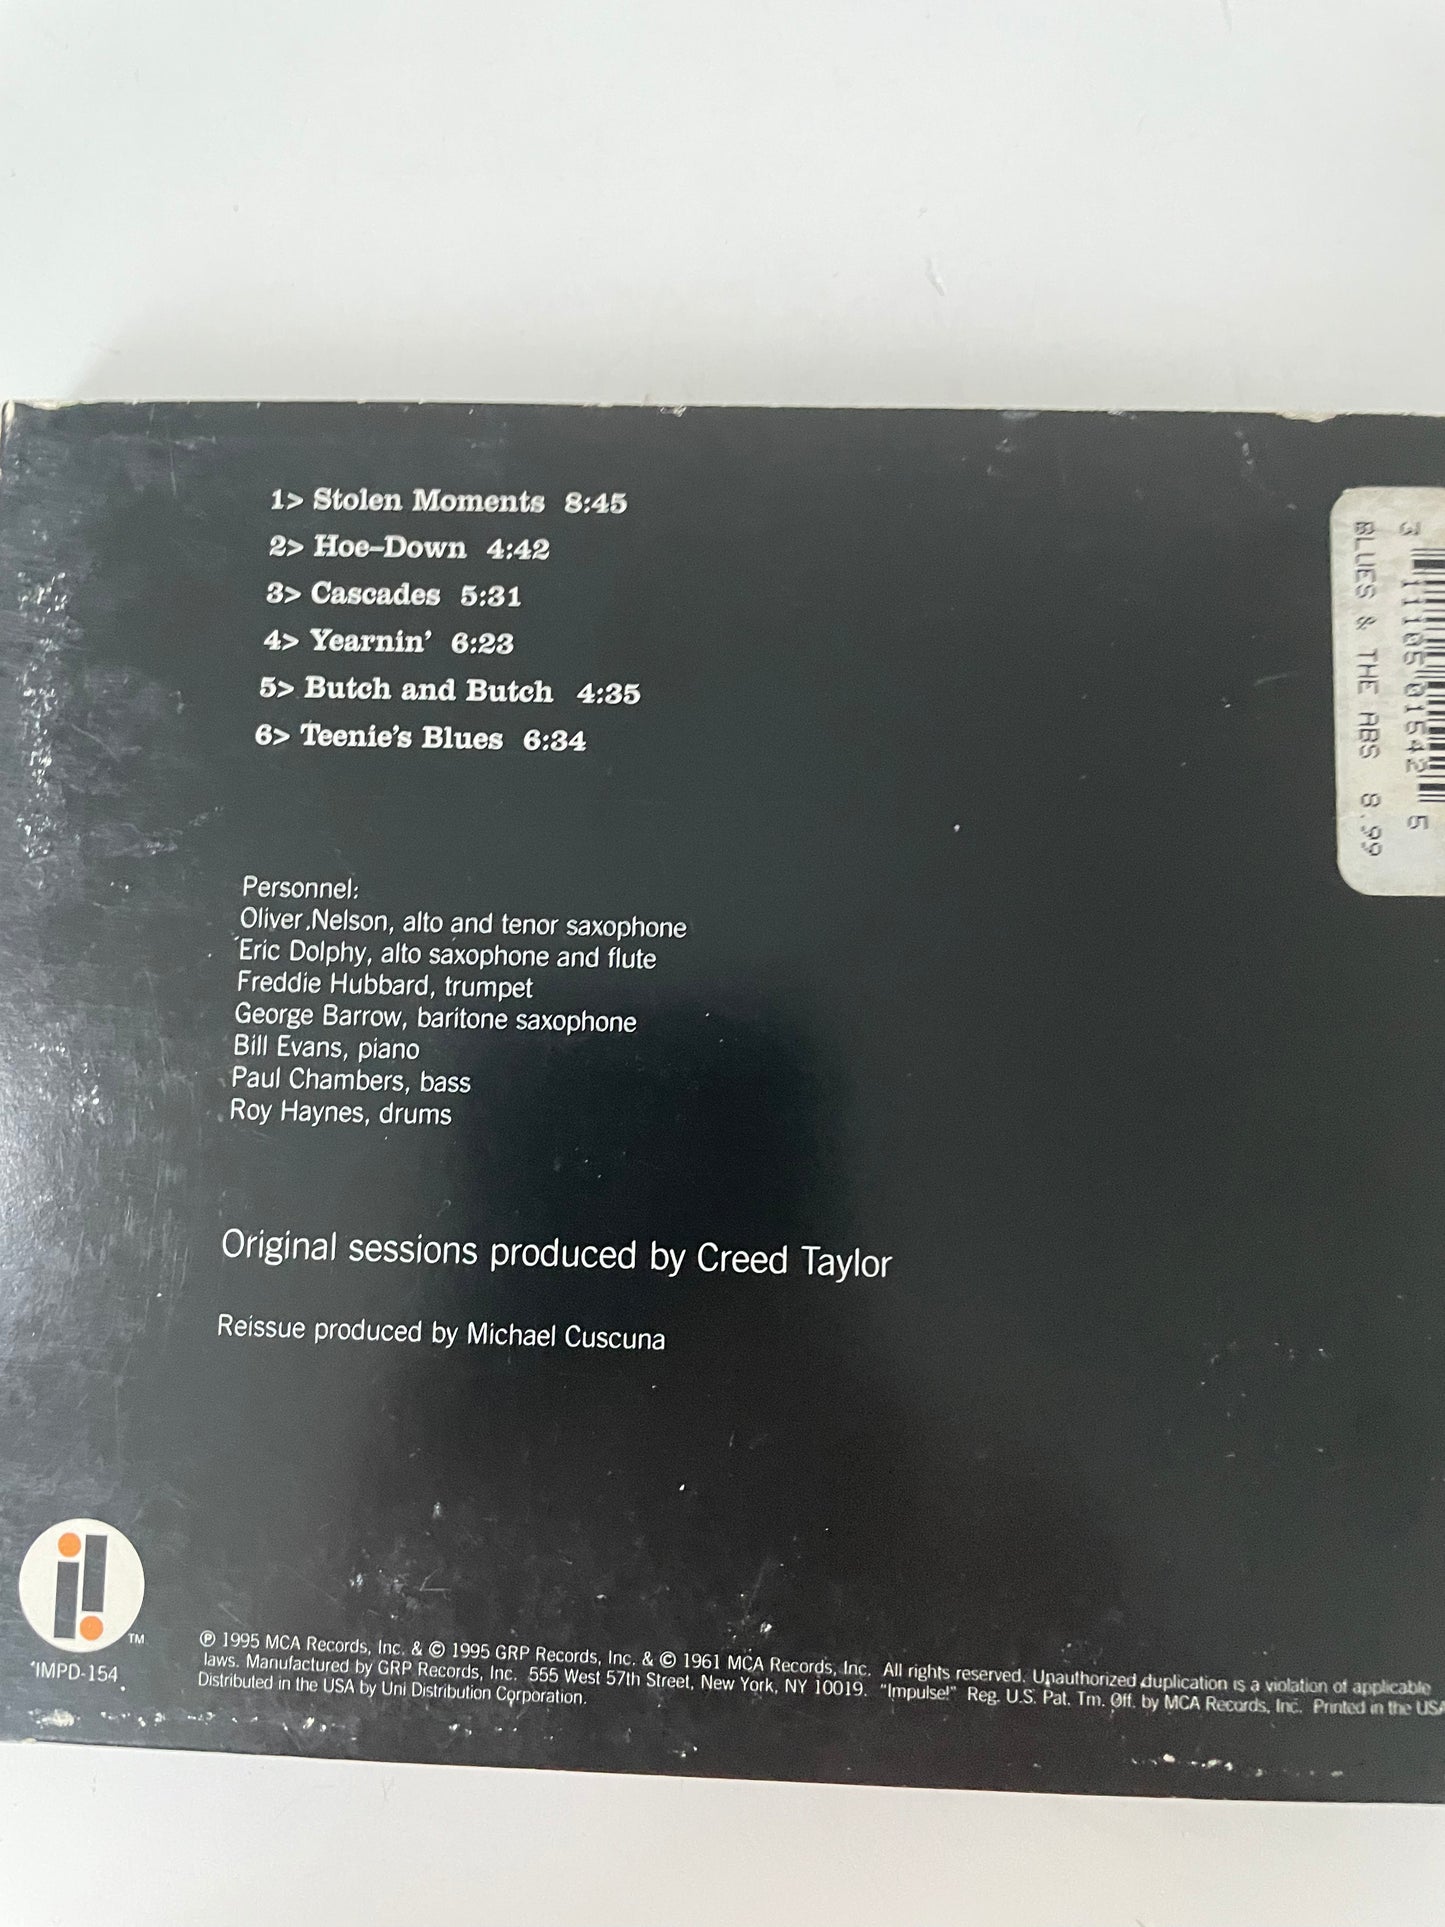 1> Stolen Moments 8:45
2> Hoe–Down 4:42
3> Cascades 5:31
4> Yearnin’ 6:23
5> Butch and Butch 4:35
6> Teenie’s Blues 6:34
3 11105 01542 5
BLUES & THE ABS 8.99
Personnel:
Oliver Nelson, alto and tenor saxophone
Eric Dolphy, alto saxophone and flute
Freddie Hubbard, trumpet
George Barrow, baritone saxophone
Bill Evans, piano
Paul Chambers, bass
Roy Haynes, drums
Original sessions produced by Creed Taylor
Reissue produced by Michael Cuscuna
TM
IMPD-154
℗ 1995 MCA Records, Inc. & © 1995 GRP Records, Inc. & © 1961 MCA Records, Inc. All rights reserved. Unauthorized duplication is a violation of applicable
laws. Manufactured by GRP Records, Inc. 555 West 57th Street, New York, NY 10019. "Impulse!" Reg. U.S. Pat. Tm. Off. by MCA Records, Inc. Printed in the USA
Distributed in the USA by Uni Distribution Corporation.